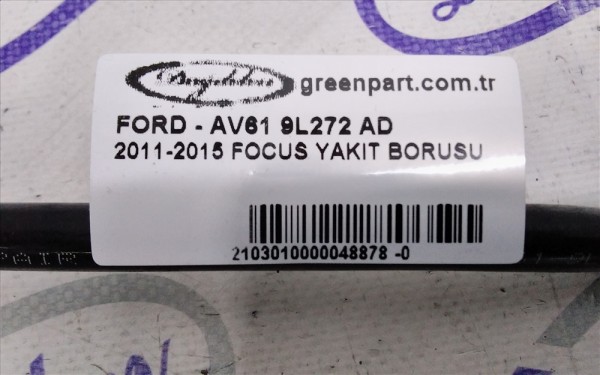 greenpart.com.tr
FORD - AV61 9L272 AD
2011-2015 FOCUS YAKIT BORUSU
2103010000048878 -0